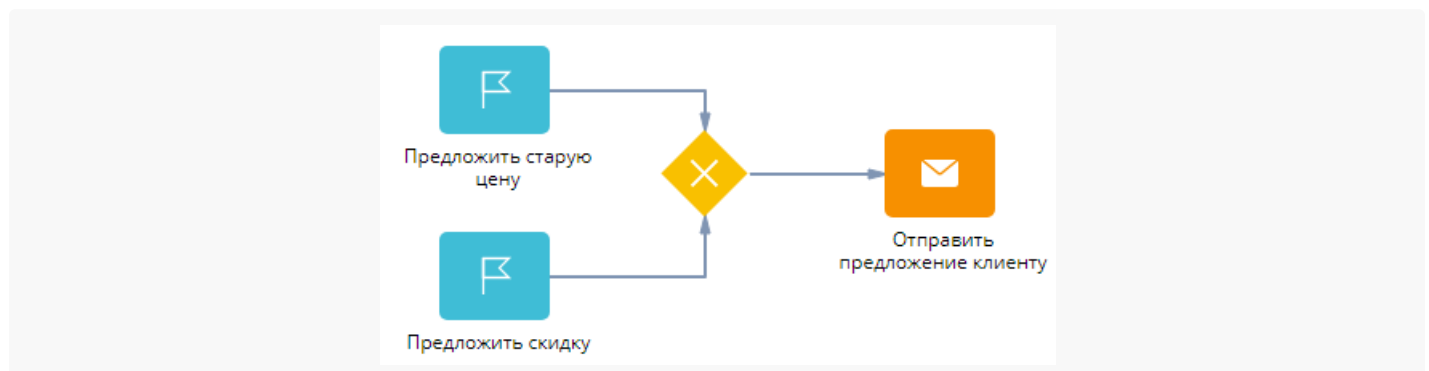 Предложить старую
цену
Отправить
предложение клиенту
Предложить скидку